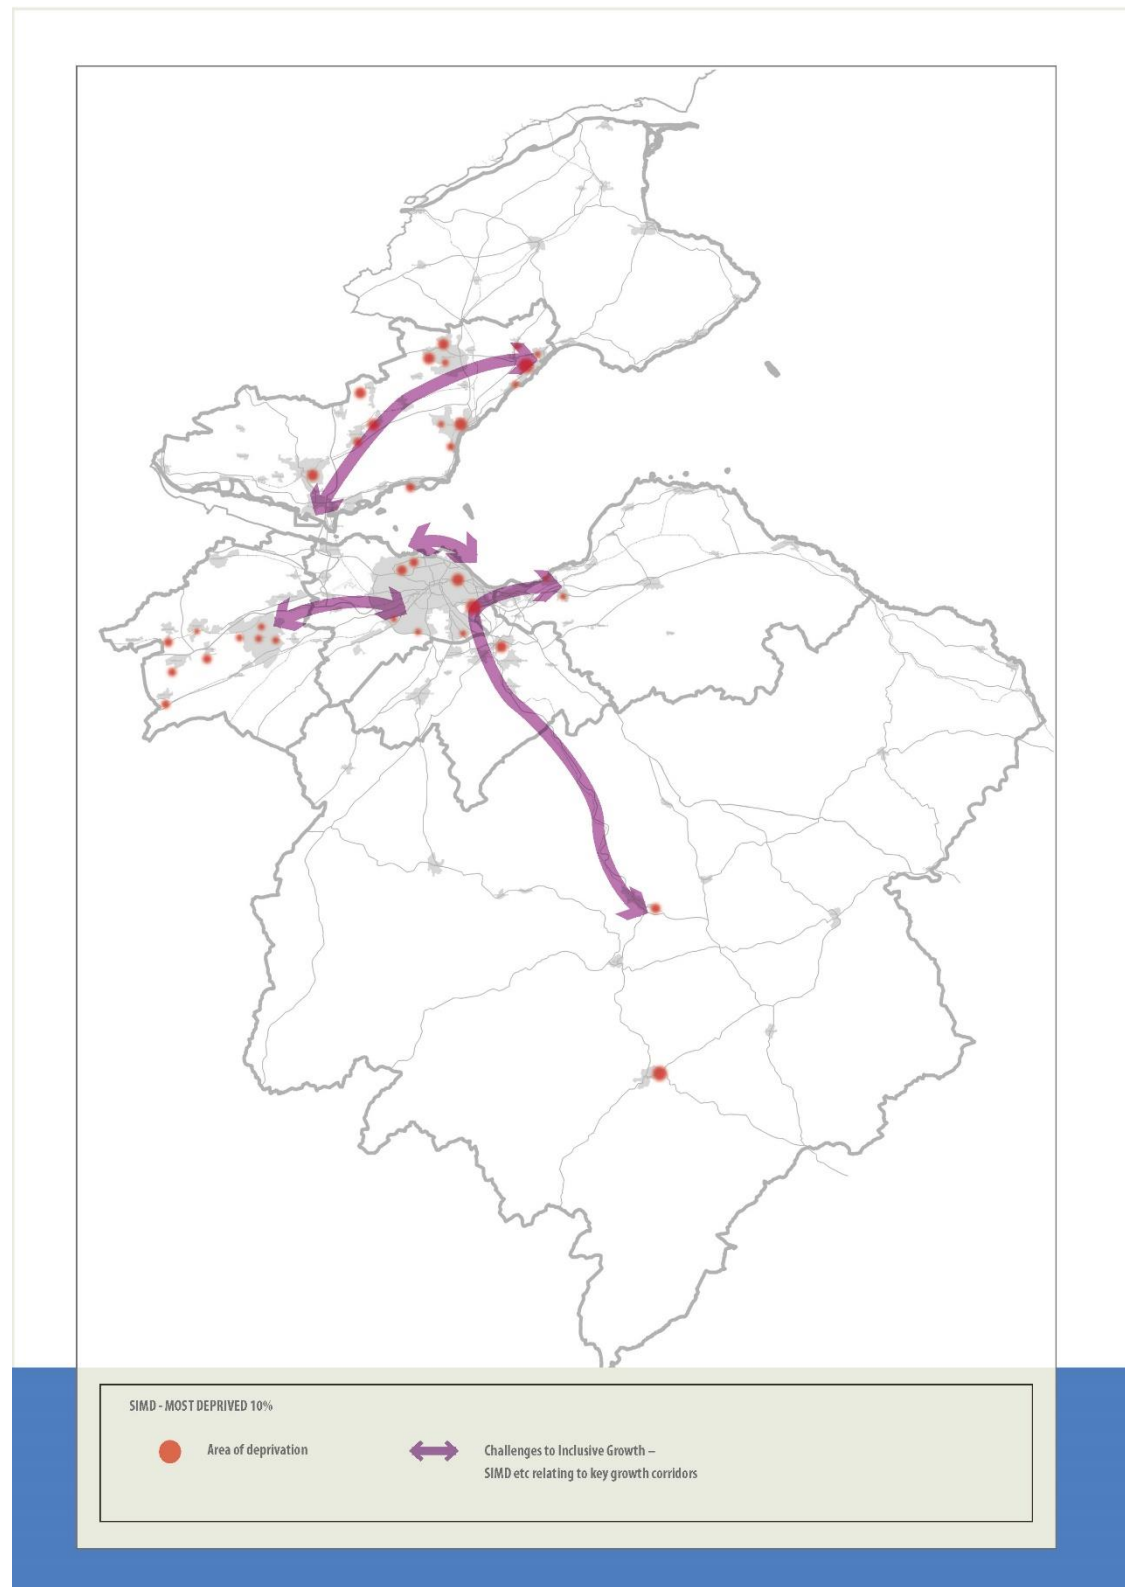 SIMD - MOST DEPRIVED 10%
Area of deprivation
Challenges to Inclusive Growth –
SIMD etc relating to key growth corridors